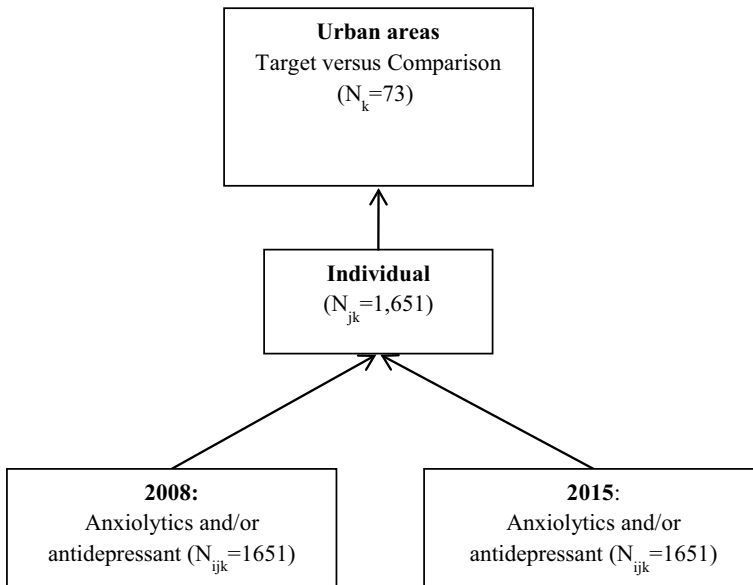 Urban areas
Target versus Comparison
(Nk=73)
Individual
(Njk=1,651)
2008:
Anxiolytics and/or
antidepressant (Nijk=1651)
2015:
Anxiolytics and/or
antidepressant (Nijk=1651)